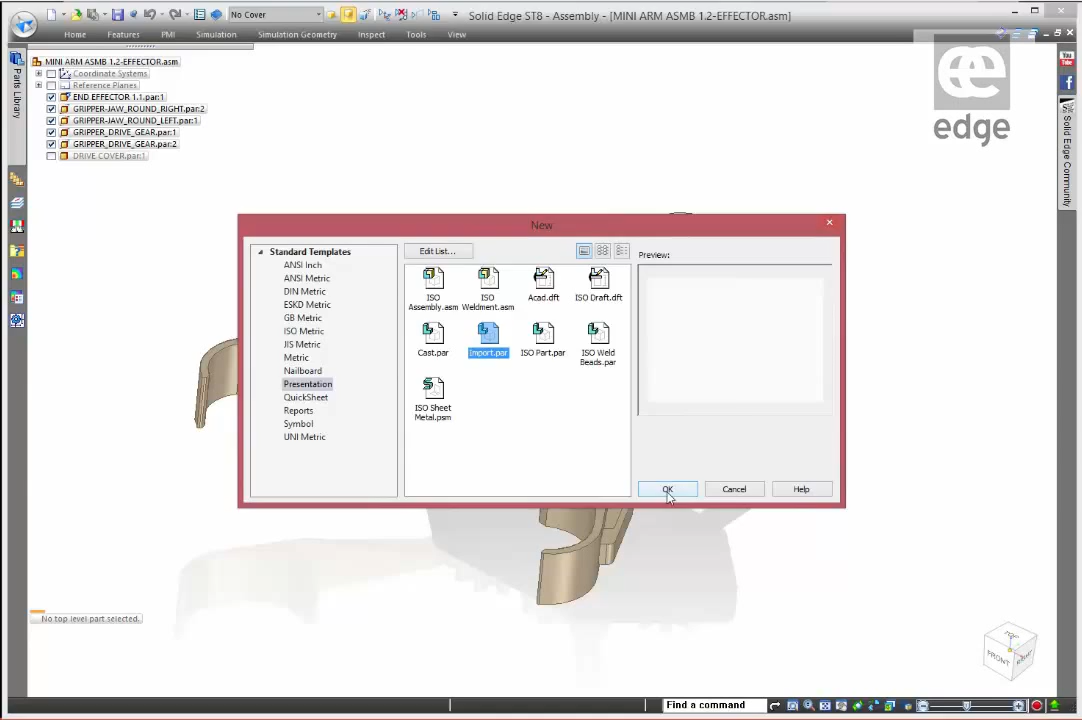 No Cover
Solid Edge ST8 - Assembly - [MINI ARM ASMB 1.2-EFFECTOR.asm]
Home
Features
PMI
Simulation
Simulation Geometry
Inspect
Tools
View
Parts Library
MINI ARM ASMB 1.2-EFFECTOR.asm
Coordinate Systems
Reference Planes
END EFFECTOR 1.1.par:1
GRIPPER-JAW_ROUND_RIGHT.par:2
GRIPPER-JAW_ROUND_LEFT.par:1
GRIPPER_DRIVE_GEAR.par:1
GRIPPER_DRIVE_GEAR.par:2
DRIVE COVER.par:1
edge
You
Tube
f
Solid Edge Community
New
Standard Templates
ANSI Inch
ANSI Metric
DIN Metric
ESKD Metric
GB Metric
ISO Metric
JIS Metric
Metric
Nailboard
Presentation
QuickSheet
Reports
Symbol
UNI Metric
Edit List...
ISO
Assembly.asm
ISO
Weldment.asm
Acad.dft
ISO Draft.dft
Cast.par
Import.par
ISO Part.par
ISO Weld
Beads.par
ISO Sheet
Metal.psm
Preview:
OK
Cancel
Help
No top level part selected.
TOP
FRONT
RIGHT
Find a command